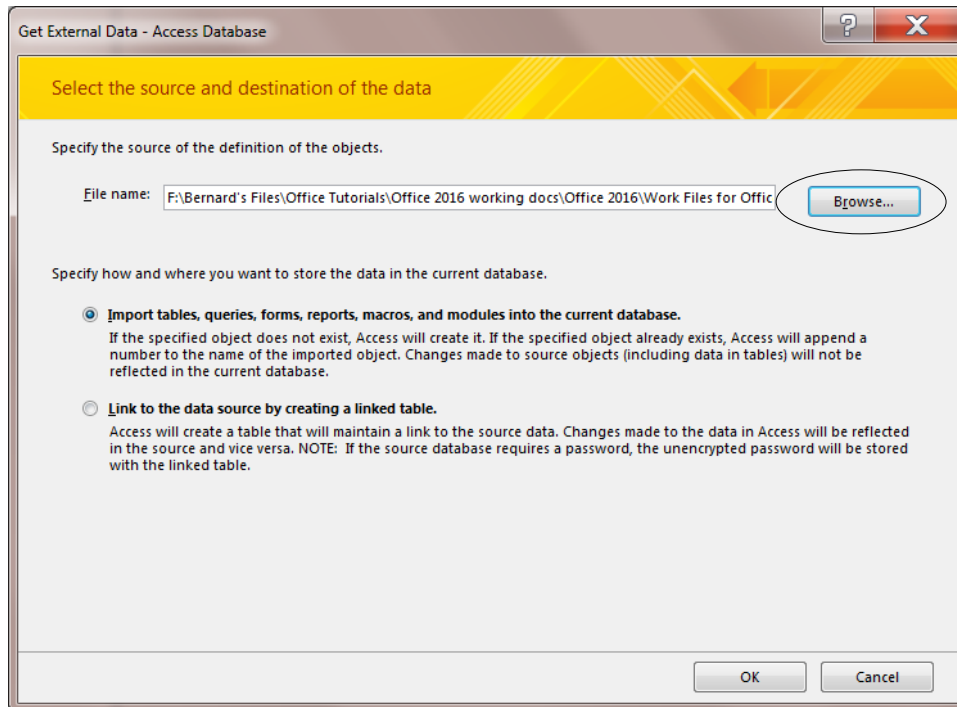 Get External Data - Access Database
?
X
Select the source and destination of the data
Specify the source of the definition of the objects.
File name: F:\Bernard's Files\Office Tutorials\Office 2016 working docs\Office 2016\Work Files for Offic Browse...
Specify how and where you want to store the data in the current database.
Import tables, queries, forms, reports, macros, and modules into the current database.
If the specified object does not exist, Access will create it. If the specified object already exists, Access will append a
number to the name of the imported object. Changes made to source objects (including data in tables) will not be
reflected in the current database.
Link to the data source by creating a linked table.
Access will create a table that will maintain a link to the source data. Changes made to the data in Access will be reflected
in the source and vice versa. NOTE:  If the source database requires a password, the unencrypted password will be stored
with the linked table.
OK Cancel